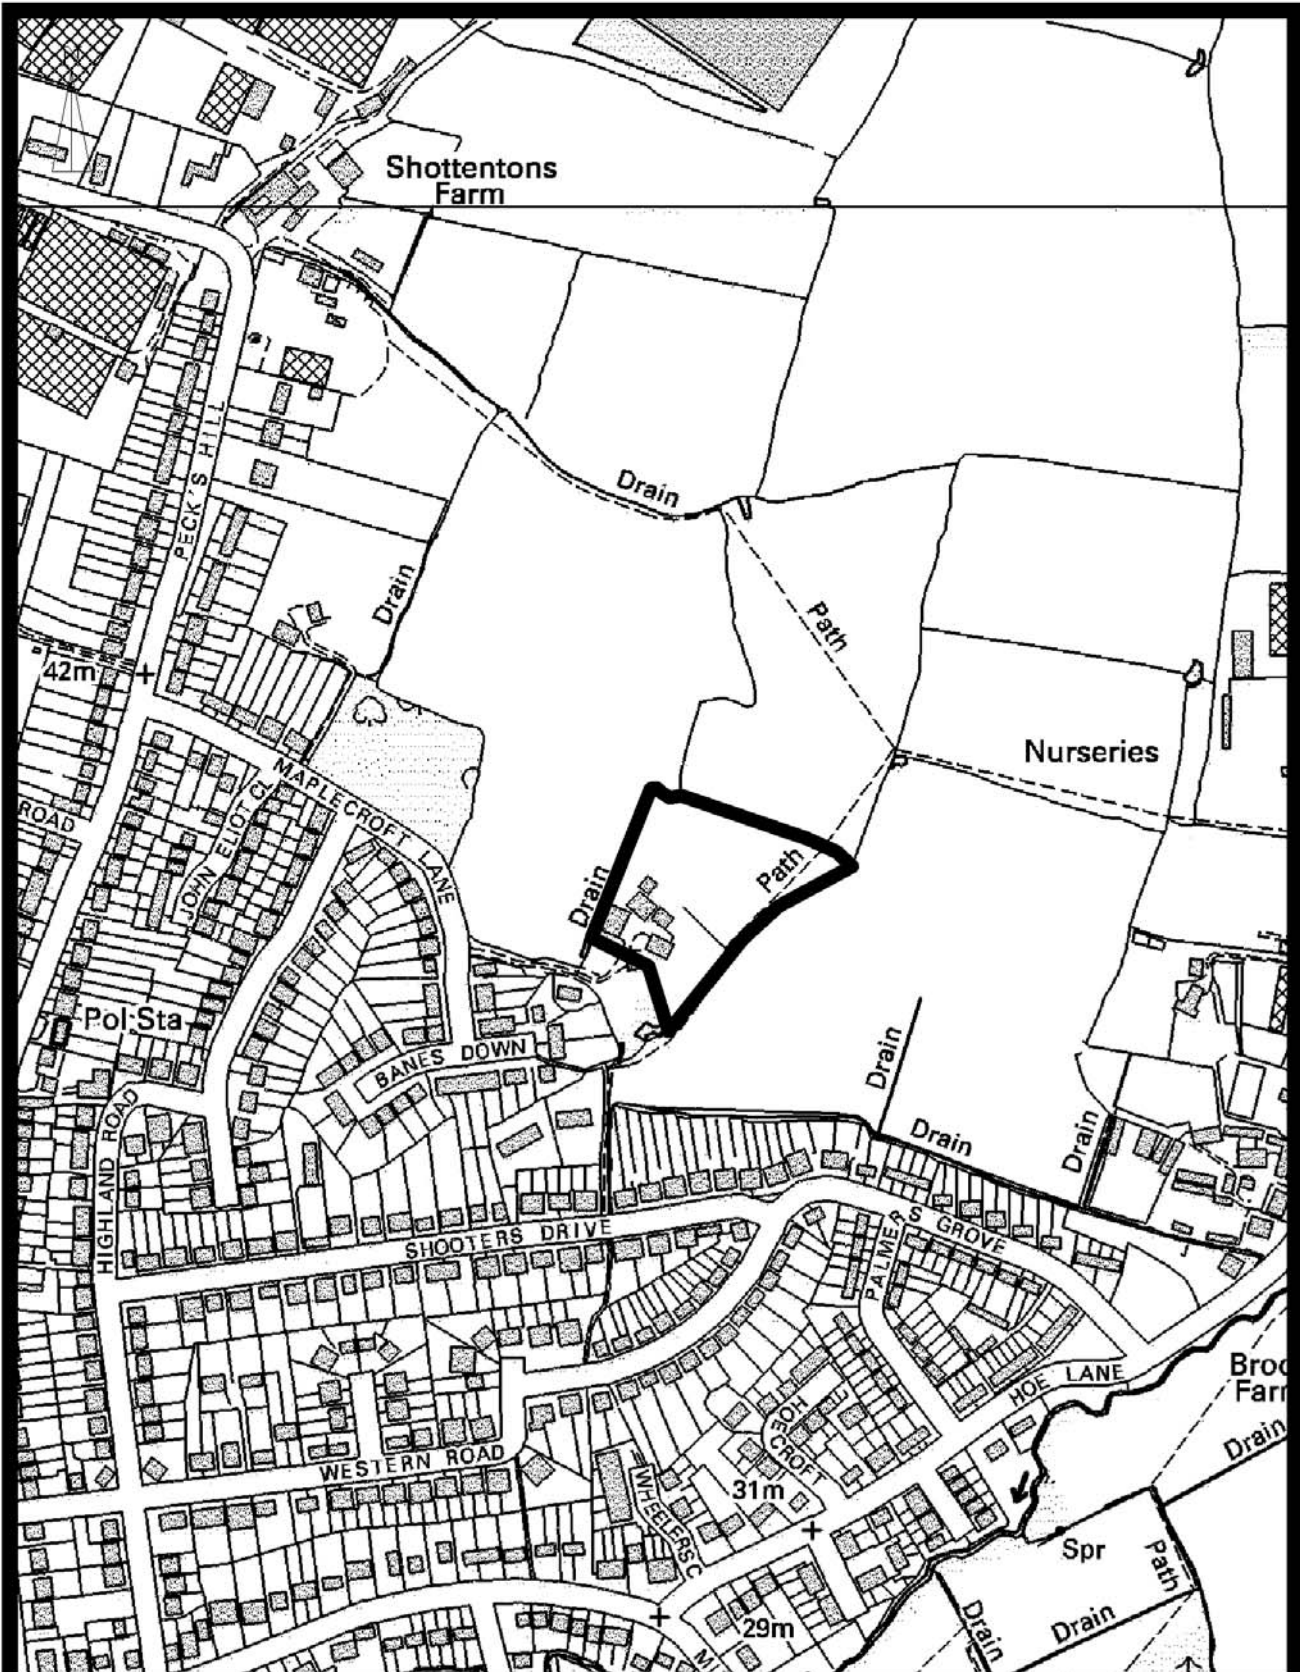 Shottentons
Farm
PECK'S HILL
Drain
Drain
Path
42m
Nurseries
MAPLECROFT LANE
ROAD
JOHN ELIOT CL
Drain
Path
Pol Sta
BANES DOWN
Drain
Drain
Drain
HIGHLAND ROAD
SHOOTERS DRIVE
PALMERS GROVE
HOE LANE
HOE
CROFT
WESTERN ROAD
WHEELERS C
31m
Drain
Spr
Path
Drain
Drain
29m